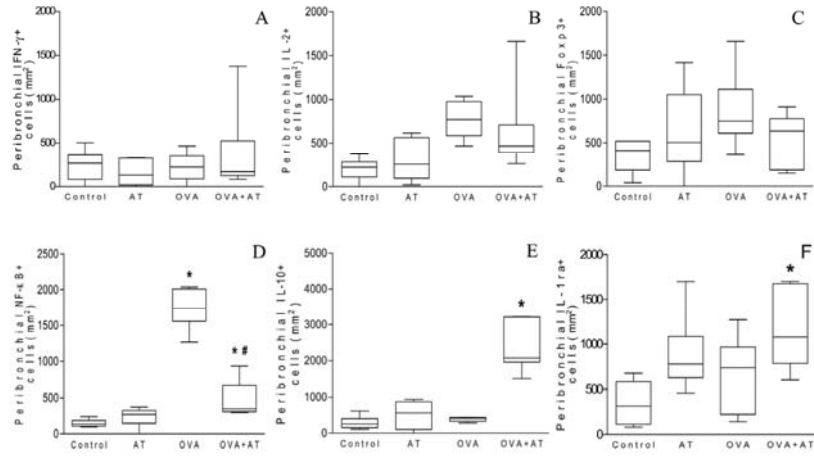 A
Peribronchial IFN-γ+
cells (mm²)
2000
1500
1000
500
0
Control AT OVA OVA+AT
B
Peribronchial IL-2+
cells (mm²)
2000
1500
1000
500
0
Control AT OVA OVA+AT
C
Peribronchial Foxp3+
cells (mm²)
2000
1500
1000
500
0
Control AT OVA OVA+AT
D
Peribronchial NF-κB+
cells (mm²)
2500
2000
1500
1000
500
0
*
* #
Control AT OVA OVA+AT
E
Peribronchial IL-10+
cells (mm²)
5000
4000
3000
2000
1000
0
*
Control AT OVA OVA+AT
F
Peribronchial IL-1ra+
cells (mm²)
2000
1500
1000
500
0
*
Control AT OVA OVA+AT